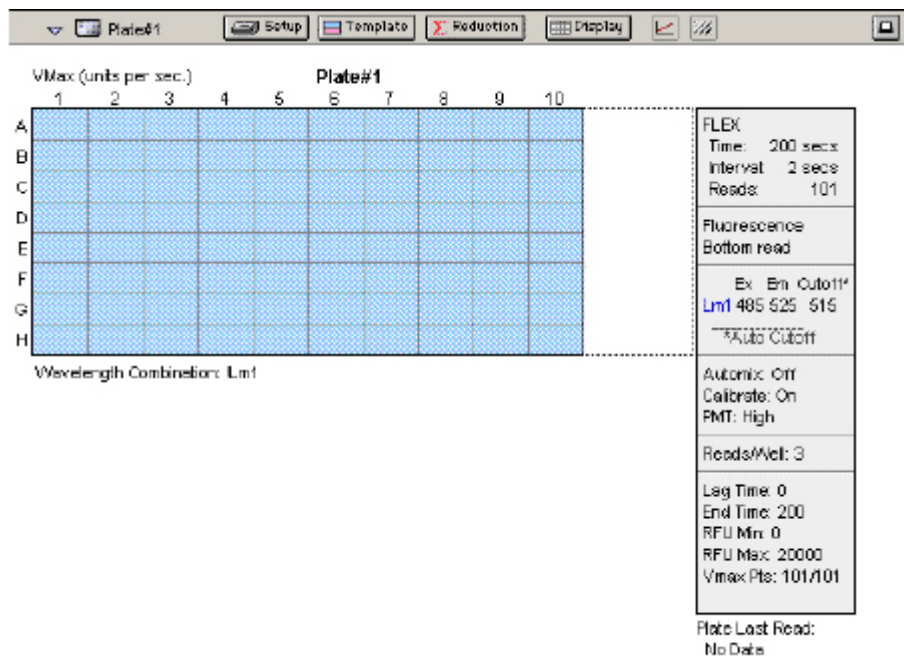 Plate#1 Setup Template Reduction Display
VMax (units per sec.) Plate#1
1 2 3 4 5 6 7 8 9 10
A
B
C
D
E
F
G
H
Wavelength Combination: !Lm1
FLEX
Time: 200 secs
Interval: 2 secs
Reads: 101
Fluorescence
Bottom read
Ex Em Cutoff*
Lm1 485 525 515
*Auto Cutoff
Automix: Off
Calibrate: On
PMT: High
Reads/Well: 3
Lag Time: 0
End Time: 200
RFU Min: 0
RFU Max: 20000
Vmax Pts: 101/101
Plate Last Read:
No Data